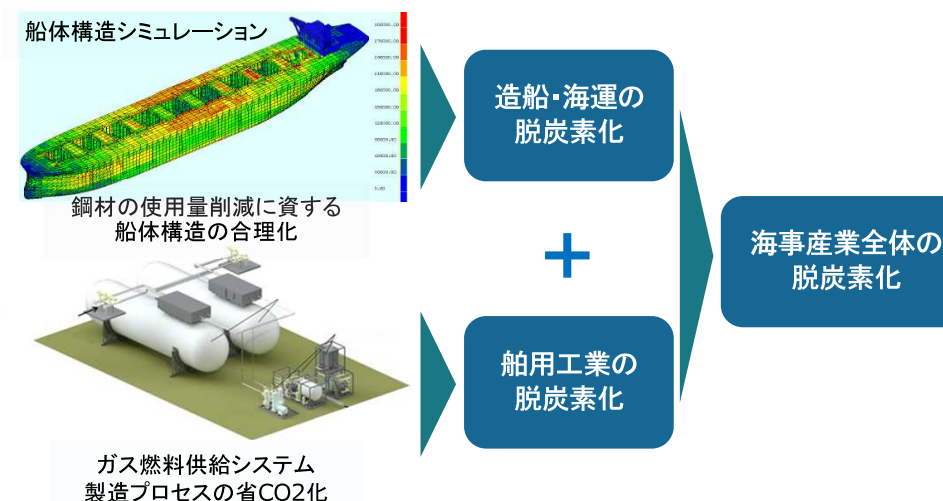 船体構造シミュレーション
鋼材の使用量削減に資する
船体構造の合理化
ガス燃料供給システム
製造プロセスの省CO2化
造船・海運の
脱炭素化
+
舶用工業の
脱炭素化
海事産業全体の
脱炭素化